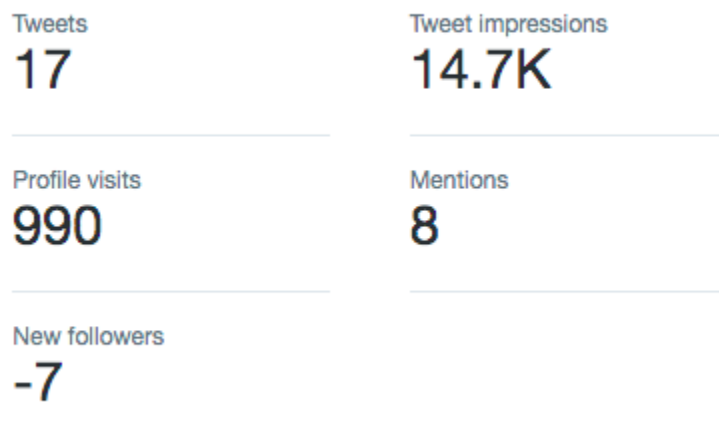 Tweets
17
Tweet impressions
14.7K
Profile visits
990
Mentions
8
New followers
-7